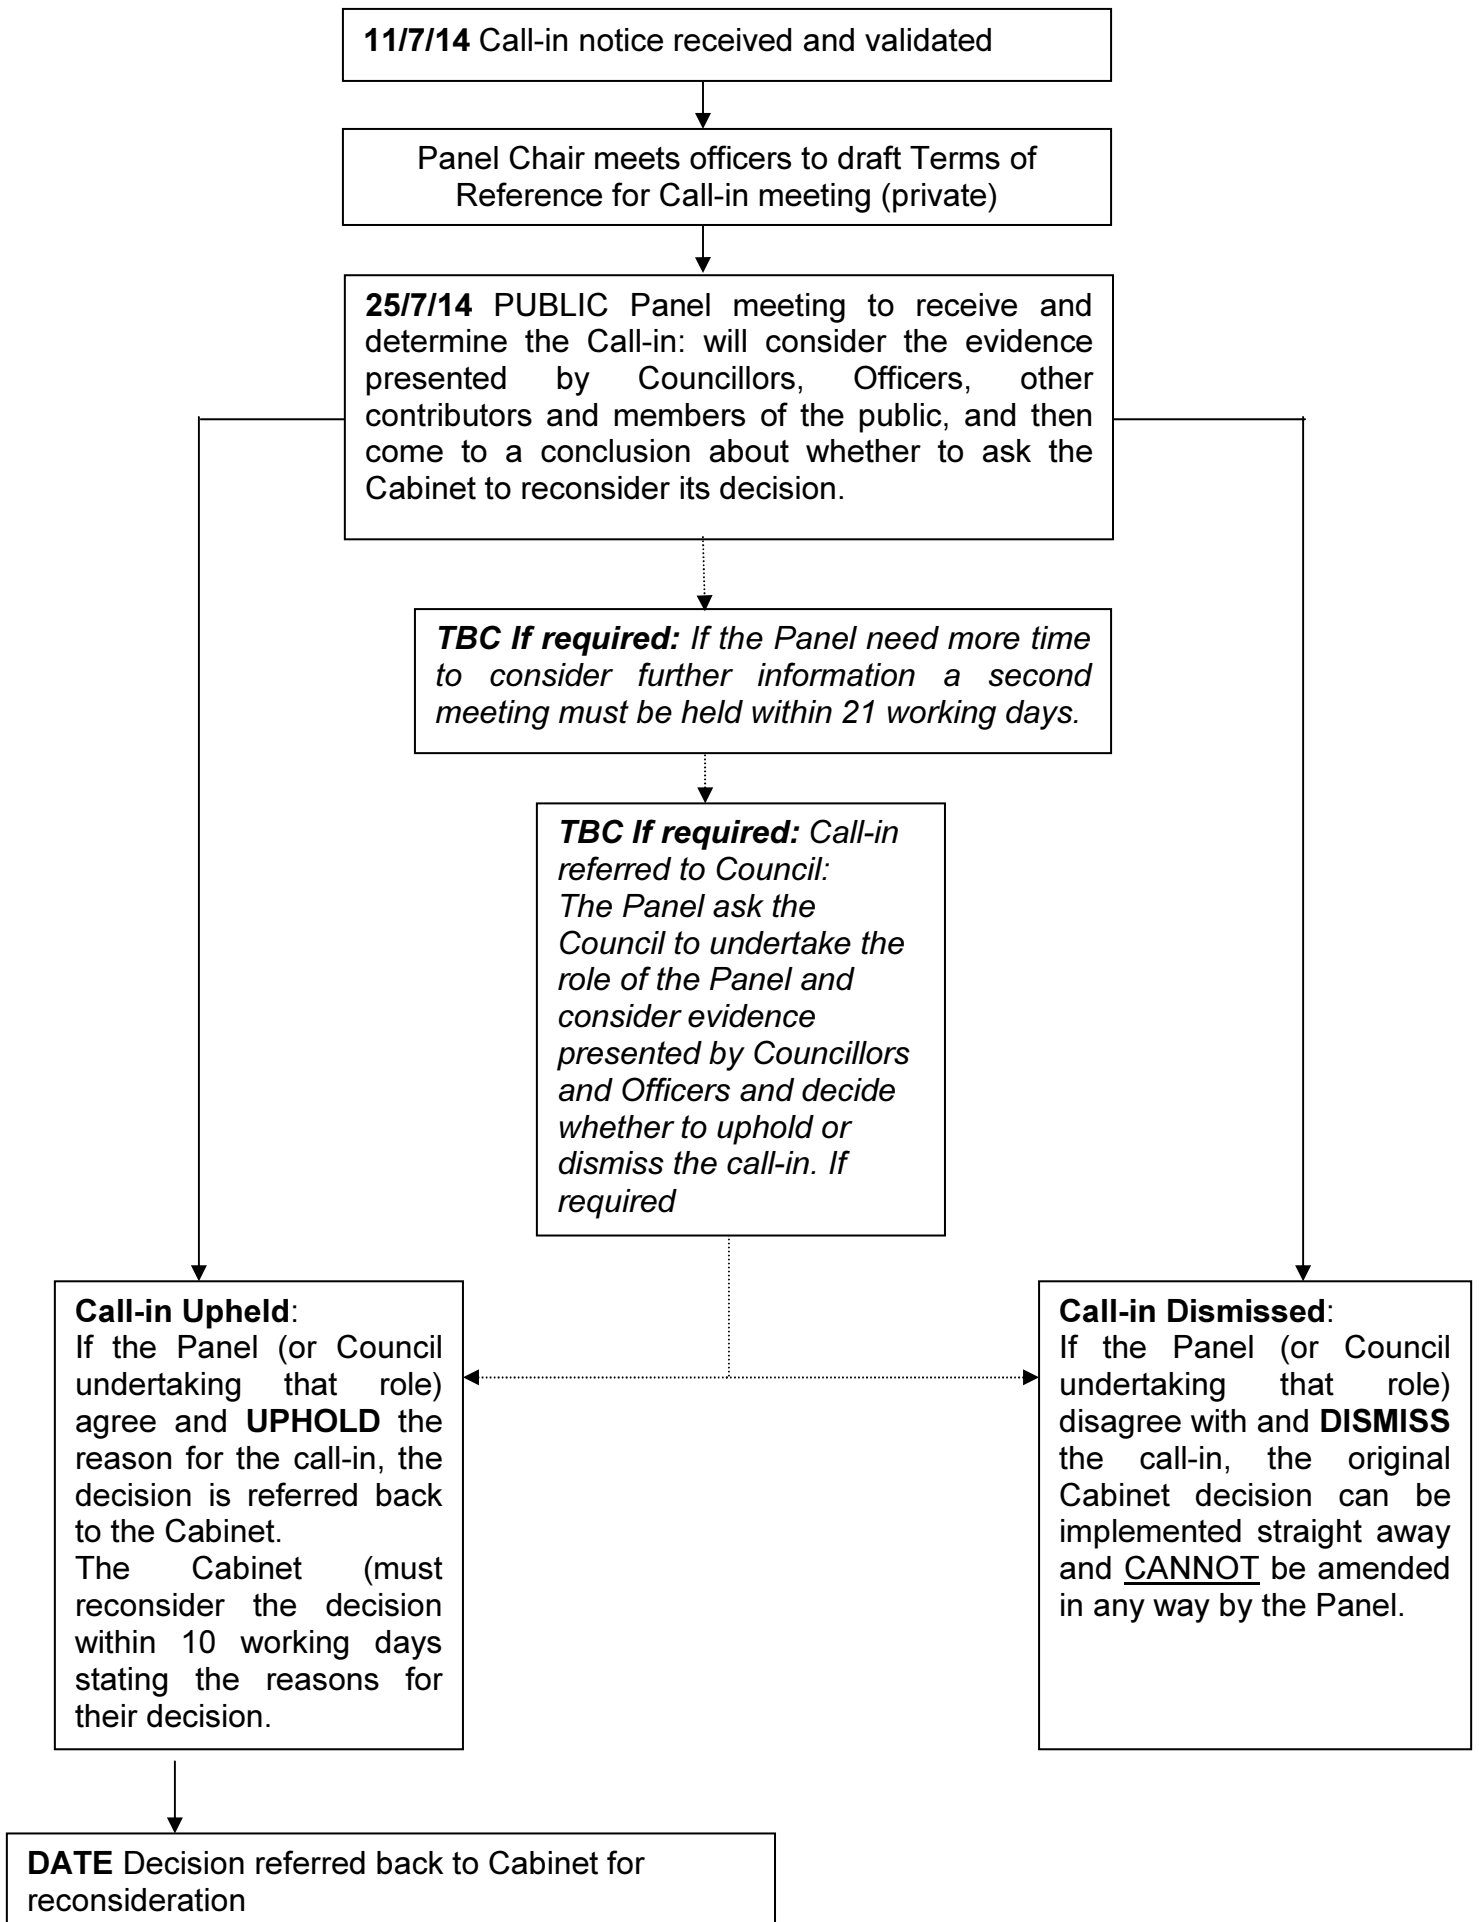 11/7/14 Call-in notice received and validated
Panel Chair meets officers to draft Terms of
Reference for Call-in meeting (private)
25/7/14 PUBLIC Panel meeting to receive and
determine the Call-in: will consider the evidence
presented by Councillors, Officers, other
contributors and members of the public, and then
come to a conclusion about whether to ask the
Cabinet to reconsider its decision.
TBC If required: If the Panel need more time
to consider further information a second
meeting must be held within 21 working days.
TBC If required: Call-in
referred to Council:
The Panel ask the
Council to undertake the
role of the Panel and
consider evidence
presented by Councillors
and Officers and decide
whether to uphold or
dismiss the call-in. If
required
Call-in Upheld:
If the Panel (or Council
undertaking that role)
agree and UPHOLD the
reason for the call-in, the
decision is referred back
to the Cabinet.
The Cabinet (must
reconsider the decision
within 10 working days
stating the reasons for
their decision.
Call-in Dismissed:
If the Panel (or Council
undertaking that role)
disagree with and DISMISS
the call-in, the original
Cabinet decision can be
implemented straight away
and CANNOT be amended
in any way by the Panel.
DATE Decision referred back to Cabinet for
reconsideration